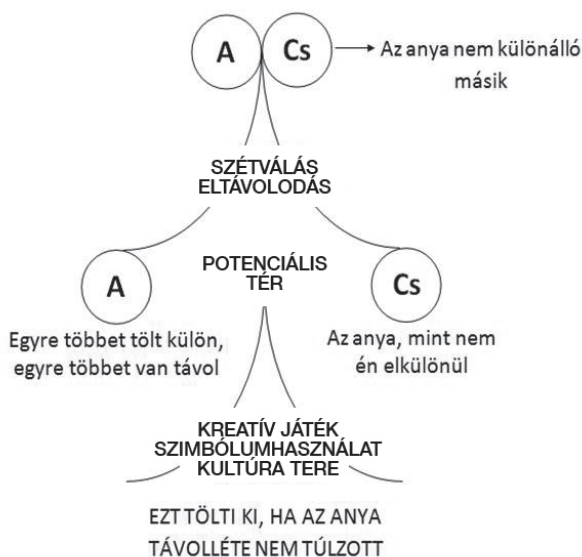 A Cs Az anya nem különálló
másik
SZÉTVÁLÁS
ELTÁVOLODÁS
POTENCIÁLIS
TÉR
A
Cs
Egyre többet tölt külön,
egyre többet van távol
Az anya, mint nem
én elkülönül
KREATÍV JÁTÉK
SZIMBÓLUMHASZNÁLAT
KULTÚRA TERE
EZT TÖLTI KI, HA AZ ANYA
TÁVOLLÉTE NEM TÚLZOTT